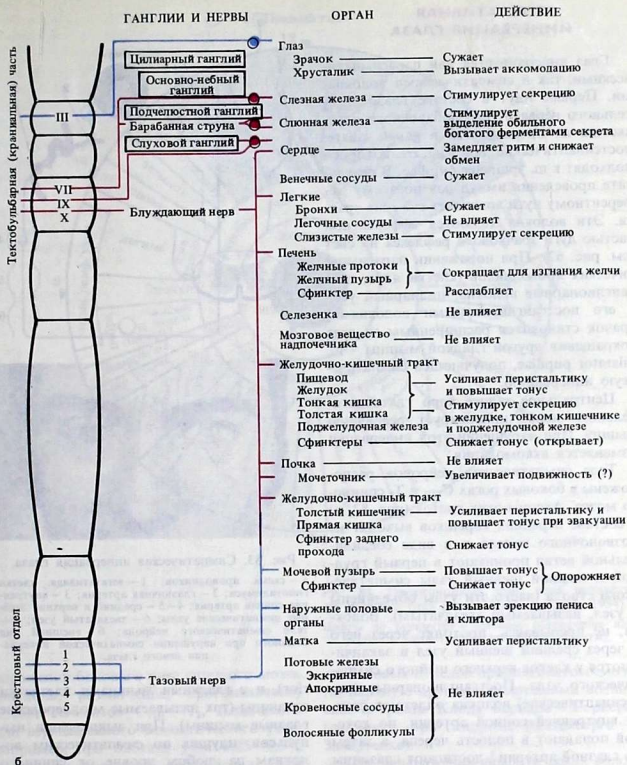 ГАНГЛИИ И НЕРВЫ ОРГАН ДЕЙСТВИЕ
Тектобульбарная (краниальная) часть
Глаз
Цилиарный ганглий
Зрачок Сужает
Хрусталик Вызывает аккомодацию
Основно-небный
ганглий
Слезная железа Стимулирует секрецию
III
Подчелюстной ганглий
Барабанная струна
Слюнная железа Стимулирует
выделение обильного
богатого ферментами секрета
Слуховой ганглий
Сердце Замедляет ритм и снижает
обмен
VII
IX
X Блуждающий нерв
Венечные сосуды Сужает
Легкие
Бронхи Сужает
Легочные сосуды Не влияет
Слизистые железы Стимулирует секрецию
Печень
Желчные протоки
Желчный пузырь
Сокращает для изгнания желчи
Сфинктер Расслабляет
Селезенка Не влияет
Мозговое вещество
надпочечника
Не влияет
Желудочно-кишечный тракт
Пищевод
Желудок
Тонкая кишка
Толстая кишка
Усиливает перистальтику
и повышает тонус
Стимулирует секрецию
в желудке, тонком кишечнике
и поджелудочной железе
Поджелудочная железа
Сфинктеры Снижает тонус (открывает)
Почка Не влияет
Мочеточник Увеличивает подвижность (?)
Желудочно-кишечный тракт
Толстый кишечник
Прямая кишка
Усиливает перистальтику и
повышает тонус при эвакуации
Сфинктер заднего
прохода
Снижает тонус
Мочевой пузырь Повышает тонус
Сфинктер Снижает тонус
Опорожняет
Наружные половые
органы
Вызывает эрекцию пениса
и клитора
Крестцовый отдел
1
2
3
4
5
Тазовый нерв
Матка Усиливает перистальтику
Потовые железы
Эккринные
Апокринные
Кровеносные сосуды
Волосяные фолликулы
Не влияет
б